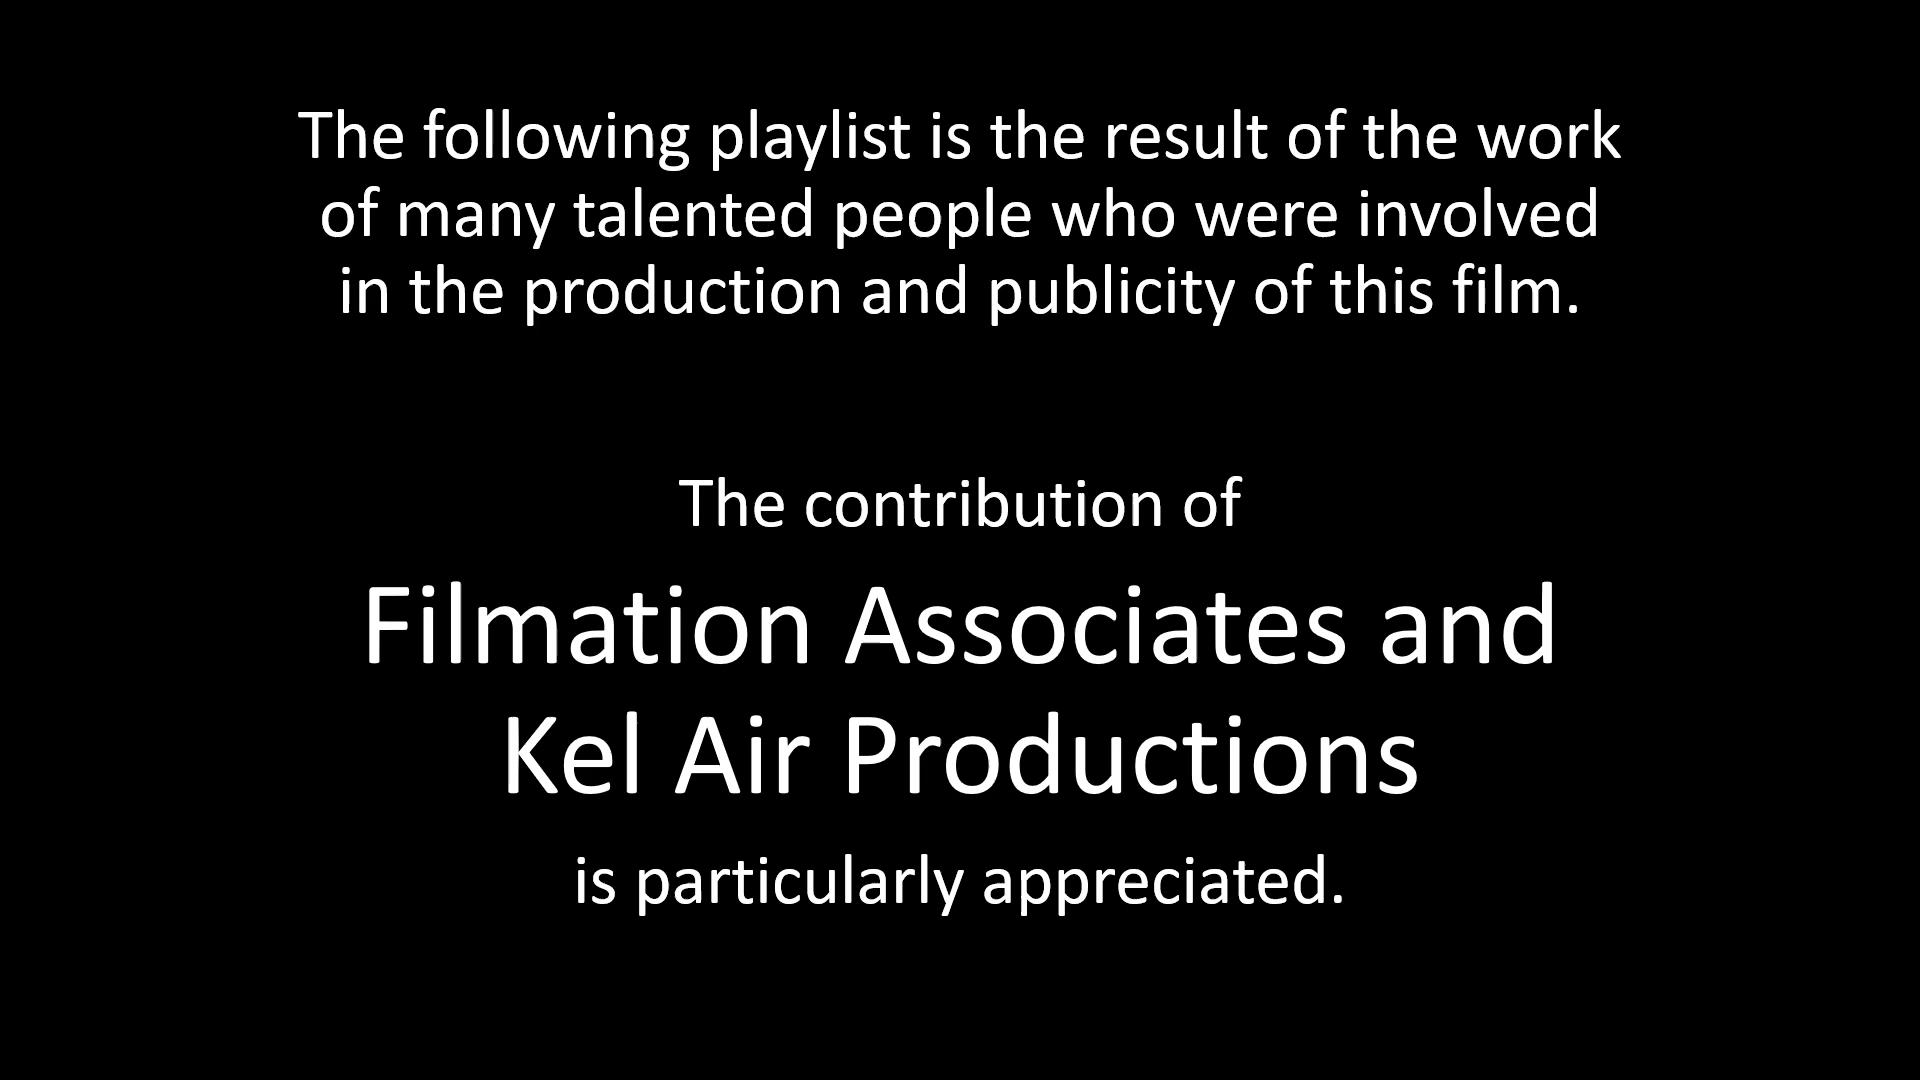 The following playlist is the result of the work
of many talented people who were involved
in the production and publicity of this film.
The contribution of
Filmation Associates and
Kel Air Productions
is particularly appreciated.